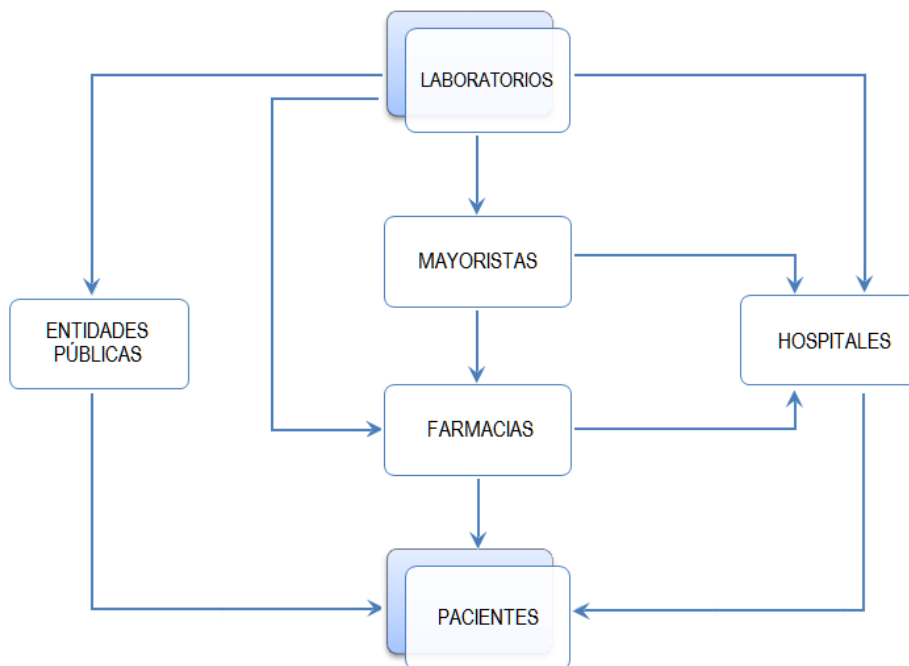 LABORATORIOS
MAYORISTAS
ENTIDADES
PÚBLICAS
HOSPITALES
FARMACIAS
PACIENTES